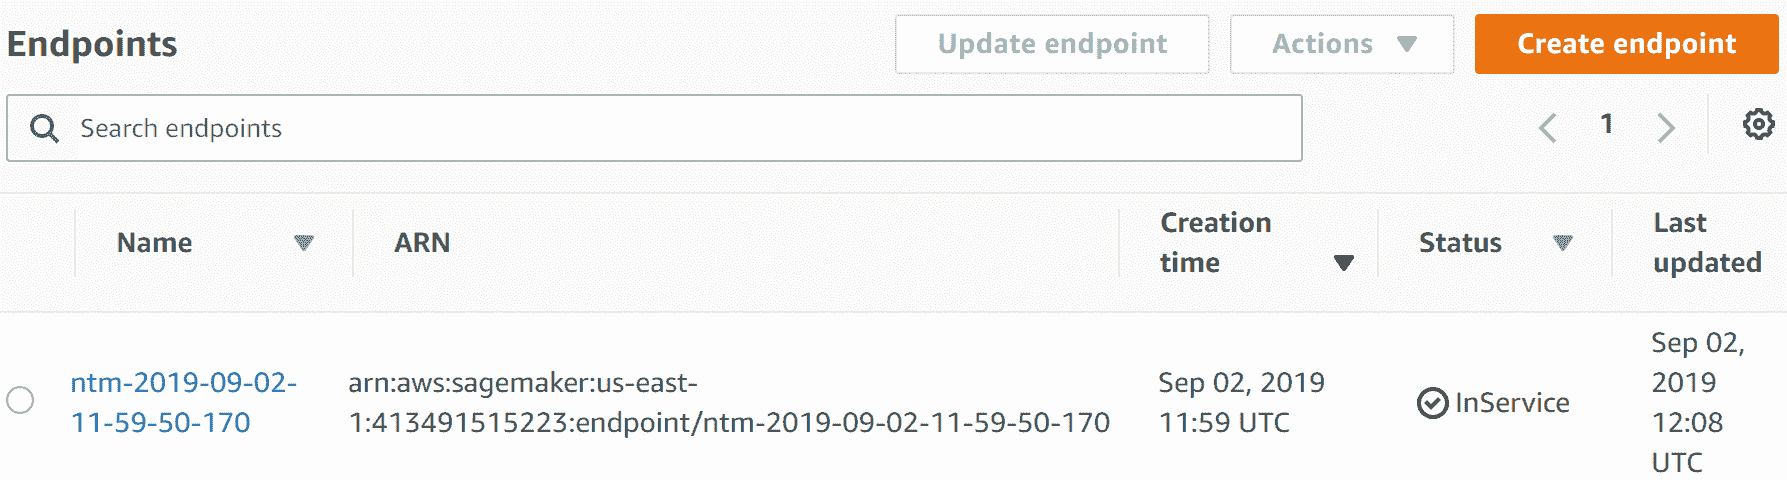 Endpoints
Update endpoint
Actions
Create endpoint
Search endpoints
1
Name
ARN
Creation
time
Status
Last
updated
ntm-2019-09-02-
11-59-50-170
arn:aws:sagemaker:us-east-
1:413491515223:endpoint/ntm-2019-09-02-11-59-50-170
Sep 02, 2019
11:59 UTC
InService
Sep 02,
2019
12:08
UTC